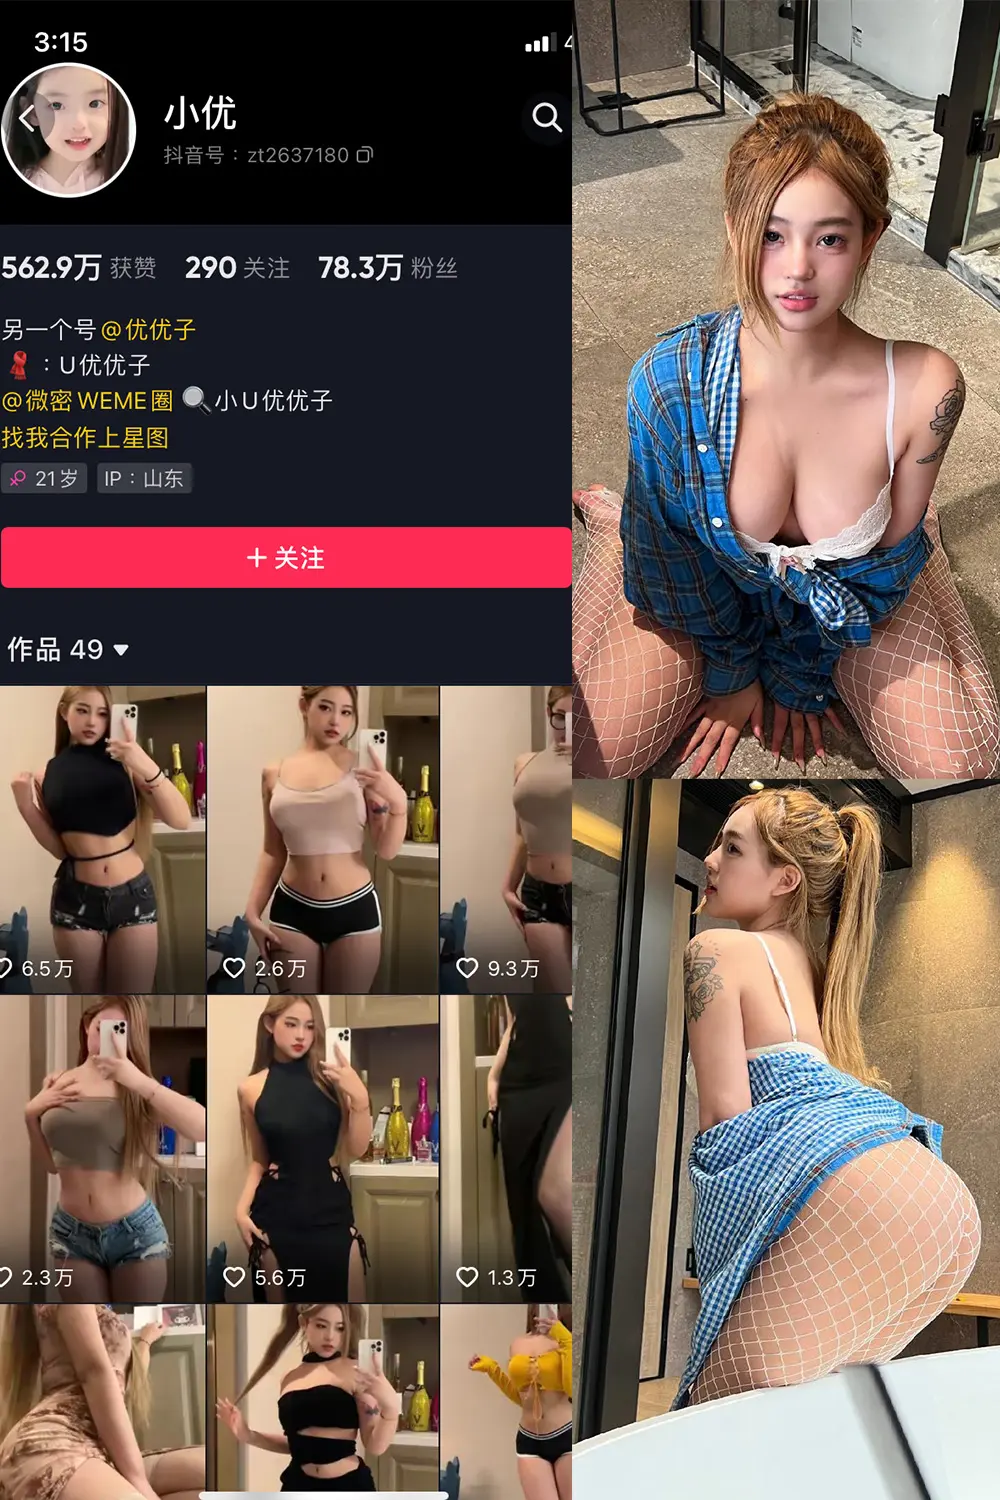 3:15
小优
抖音号：zt2637180
562.9万 获赞 290 关注 78.3万 粉丝
另一个号@优优子
：U优优子
@微密WEME圈 小U优优子
找我合作上星图
21岁 IP：山东
+ 关注
作品 49
6.5万 2.6万 9.3万
2.3万 5.6万 1.3万